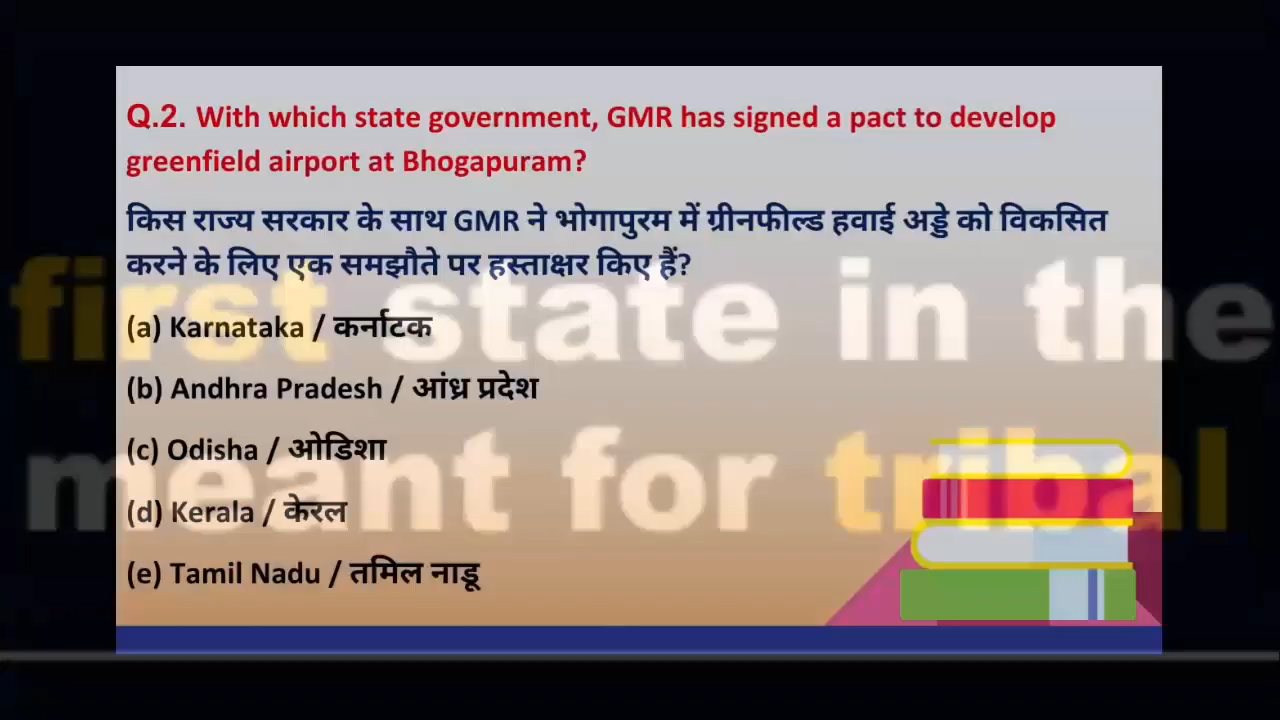 Q.2. With which state government, GMR has signed a pact to develop
greenfield airport at Bhogapuram?
किस राज्य सरकार के साथ GMR ने भोगापुरम में ग्रीनफील्ड हवाई अड्डे को विकसित
करने के लिए एक समझौते पर हस्ताक्षर किए हैं?
first state in the
(a) Karnataka / कर्नाटक
(b) Andhra Pradesh / आंध्र प्रदेश
(c) Odisha / ओडिशा
meant for tribal
(d) Kerala / केरल
(e) Tamil Nadu / तमिल नाडू